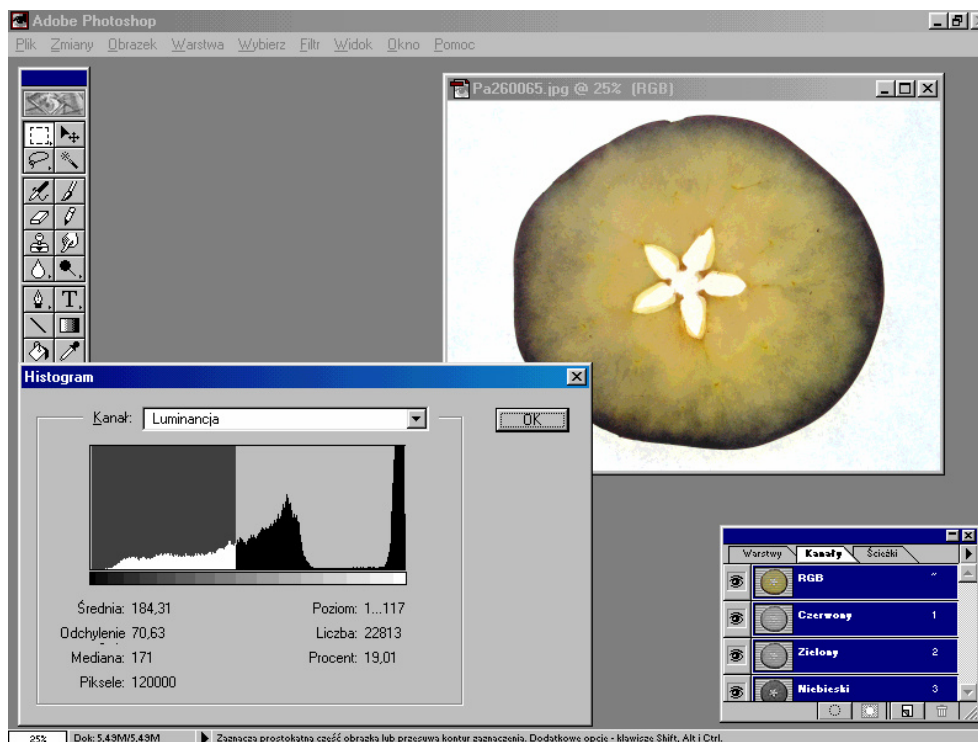 Adobe Photoshop
Plik Zmiany Obrazek Warstwa Wybierz Filtr Widok Okno Pomoc
Pa260065.jpg @ 25% (RGB)
T
Histogram
Kanał: Luminancja
OK
Średnia: 184,31
Odchylenie 70,63
Mediana: 171
Piksele: 120000
Poziom: 1...117
Liczba: 22813
Procent: 19,01
Warstwy Kanały Ścieżki
RGB ~
Czerwony 1
Zielony 2
Niebieski 3
25% Dok: 5,49M/5,49M Zaznacza prostokątną część obrazka lub przesuwa kontur zaznaczenia. Dodatkowe opcje - klawisze Shift, Alt i Ctrl.